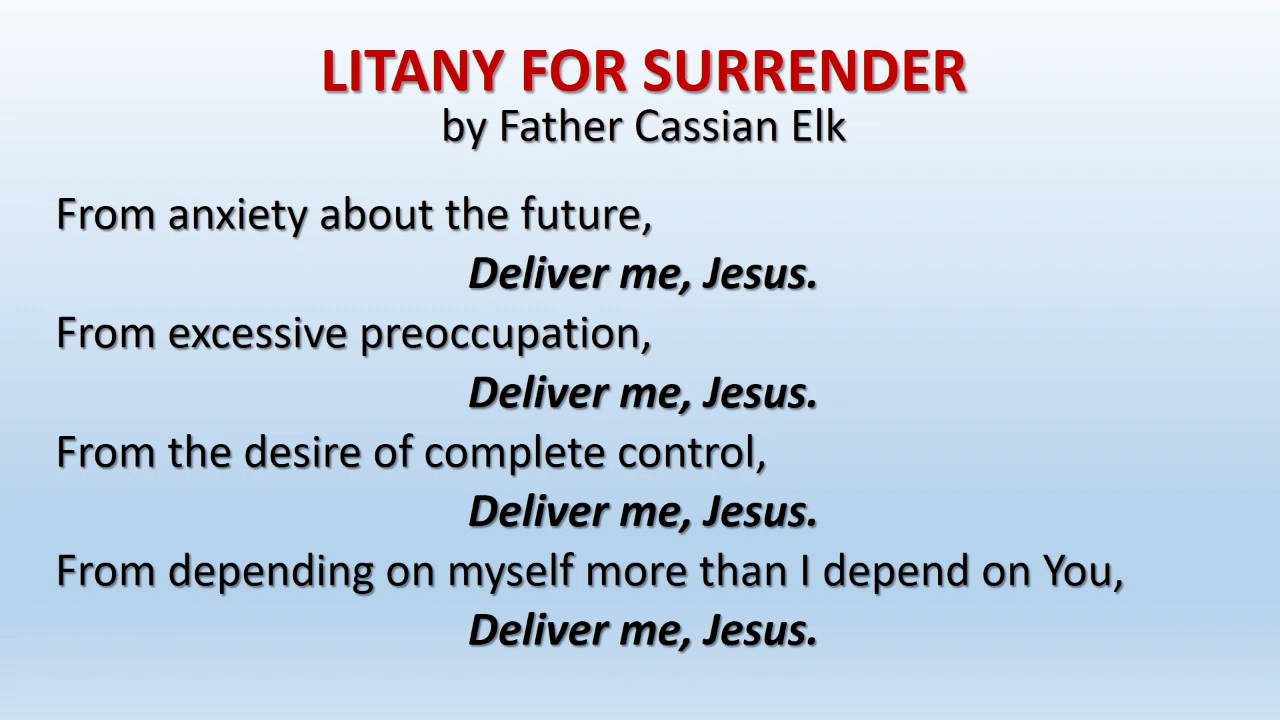 LITANY FOR SURRENDER
by Father Cassian Elk
From anxiety about the future,
Deliver me, Jesus.
From excessive preoccupation,
Deliver me, Jesus.
From the desire of complete control,
Deliver me, Jesus.
From depending on myself more than I depend on You,
Deliver me, Jesus.